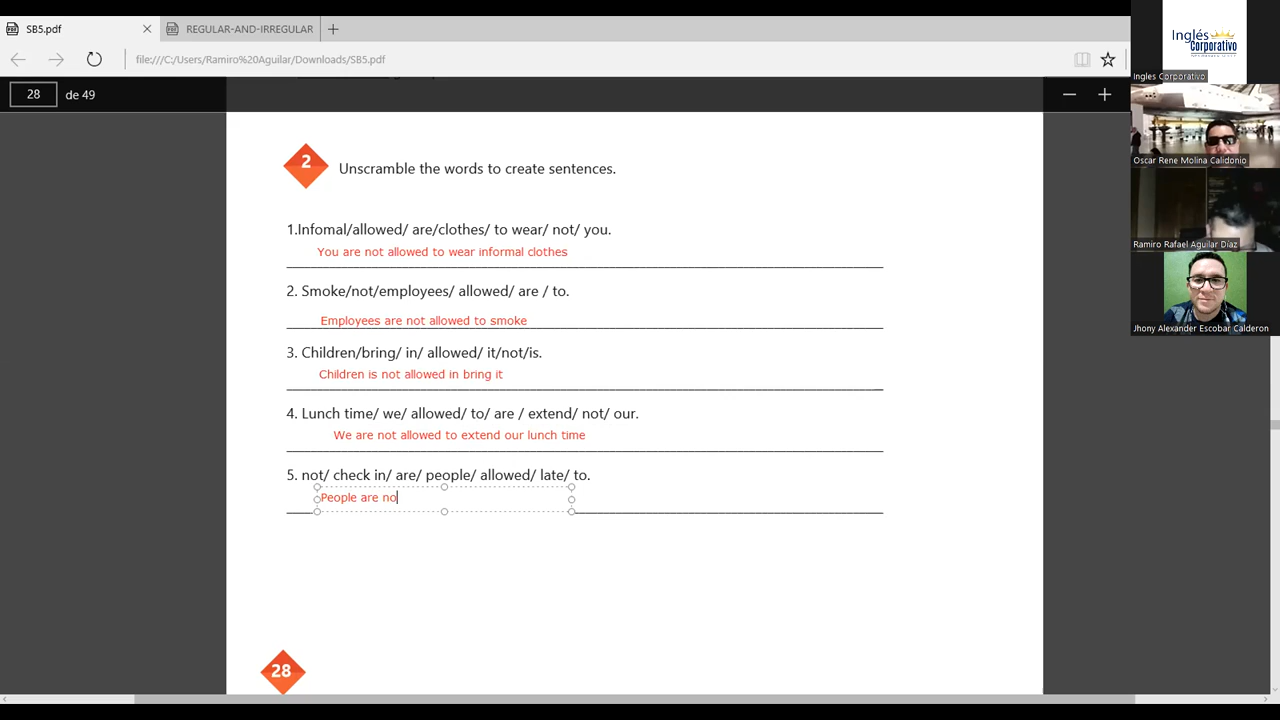 SB5.pdf
REGULAR-AND-IRREGULAR
file:///C:/Users/Ramiro%20Aguilar/Downloads/SB5.pdf
28 de 49
2 Unscramble the words to create sentences.
1.Infomal/allowed/ are/clothes/ to wear/ not/ you.
You are not allowed to wear informal clothes
2. Smoke/not/employees/ allowed/ are / to.
Employees are not allowed to smoke
3. Children/bring/ in/ allowed/ it/not/is.
Children is not allowed in bring it
4. Lunch time/ we/ allowed/ to/ are / extend/ not/ our.
We are not allowed to extend our lunch time
5. not/ check in/ are/ people/ allowed/ late/ to.
People are no
28
Inglés
Corporativo
Ingles Corporativo
Oscar Rene Molina Calidonio
Ramiro Rafael Aguilar Díaz
Jhony Alexander Escobar Calderon